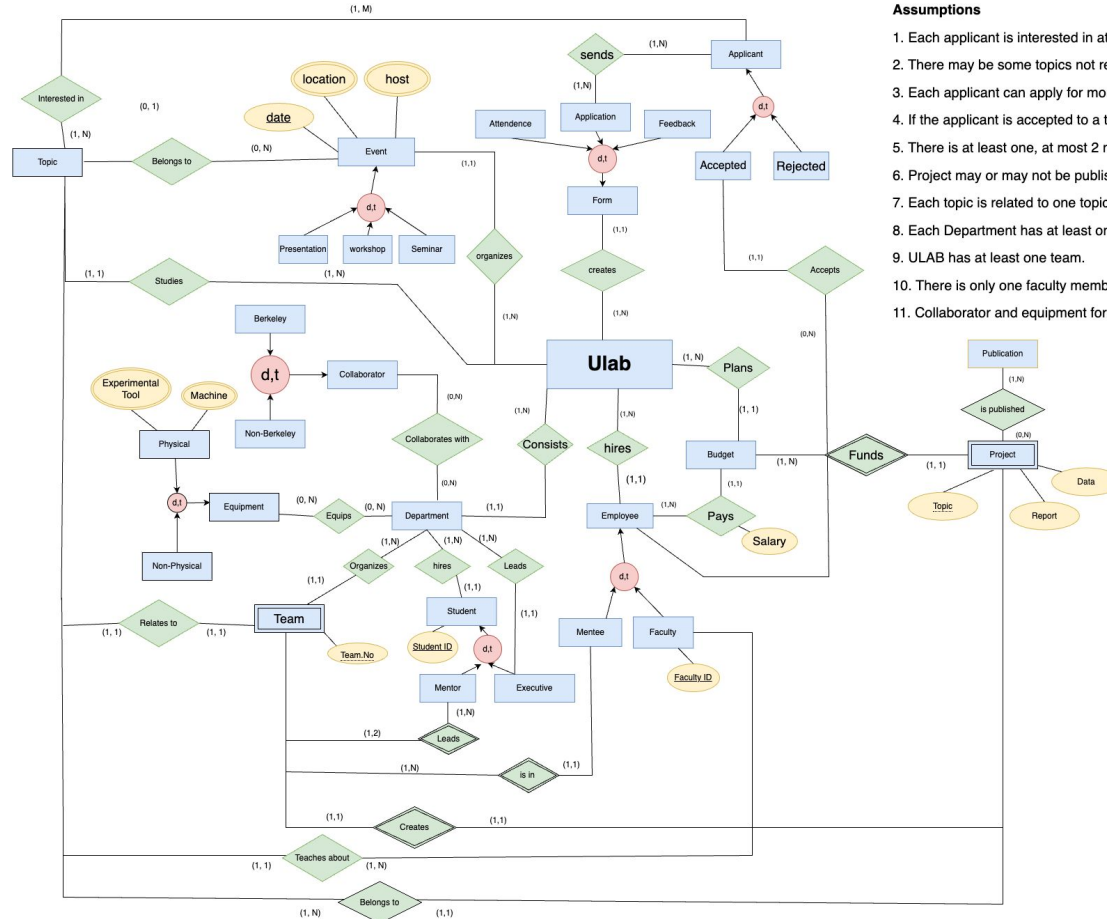 (1, M)
Assumptions
1. Each applicant is interested in at
2. There may be some topics not re
3. Each applicant can apply for mo
4. If the applicant is accepted to a t
5. There is at least one, at most 2 n
6. Project may or may not be publis
7. Each topic is related to one topic
8. Each Department has at least or
9. ULAB has at least one team.
10. There is only one faculty memb
11. Collaborator and equipment for
sends
(1,N)
Applicant
location
host
Interested in
(0, 1)
(1,N)
d,t
date
Attendence
Application
Feedback
(1, N)
Topic
Belongs to
(0, N)
Event
(1,1)
d,t
Accepted
Rejected
Form
d,t
Presentation
workshop
Seminar
organizes
(1,1)
(1, 1)
Studies
(1, N)
creates
(1,1)
Accepts
(1,N)
(1,N)
(0,N)
Berkeley
d,t
Collaborator
Non-Berkeley
Ulab
(1, N)
Plans
Publication
(1,N)
is published
Experimental
Tool
Machine
(0,N)
(1,N)
(1,N)
(1, 1)
Physical
Collaborates with
Consists
hires
Budget
(1, N)
Funds
(1, 1)
(0,N)
Project
d,t
Equipment
(0, N)
Equips
(0, N)
(0,N)
Department
(1,1)
(1,1)
(1,1)
Employee
(1,N)
Pays
Salary
Topic
Data
Report
Non-Physical
(1,N)
(1,N)
(1,N)
Organizes
hires
Leads
d,t
(1,1)
(1,1)
(1,1)
Relates to
(1, 1)
(1, 1)
Team
Student
Mentee
Faculty
Team.No
Student ID
d,t
Faculty ID
Mentor
Executive
(1,N)
(1,2)
Leads
(1,N)
is in
(1,1)
(1,1)
Creates
(1,1)
(1, 1)
Teaches about
(1, N)
(1, N)
Belongs to
(1,1)